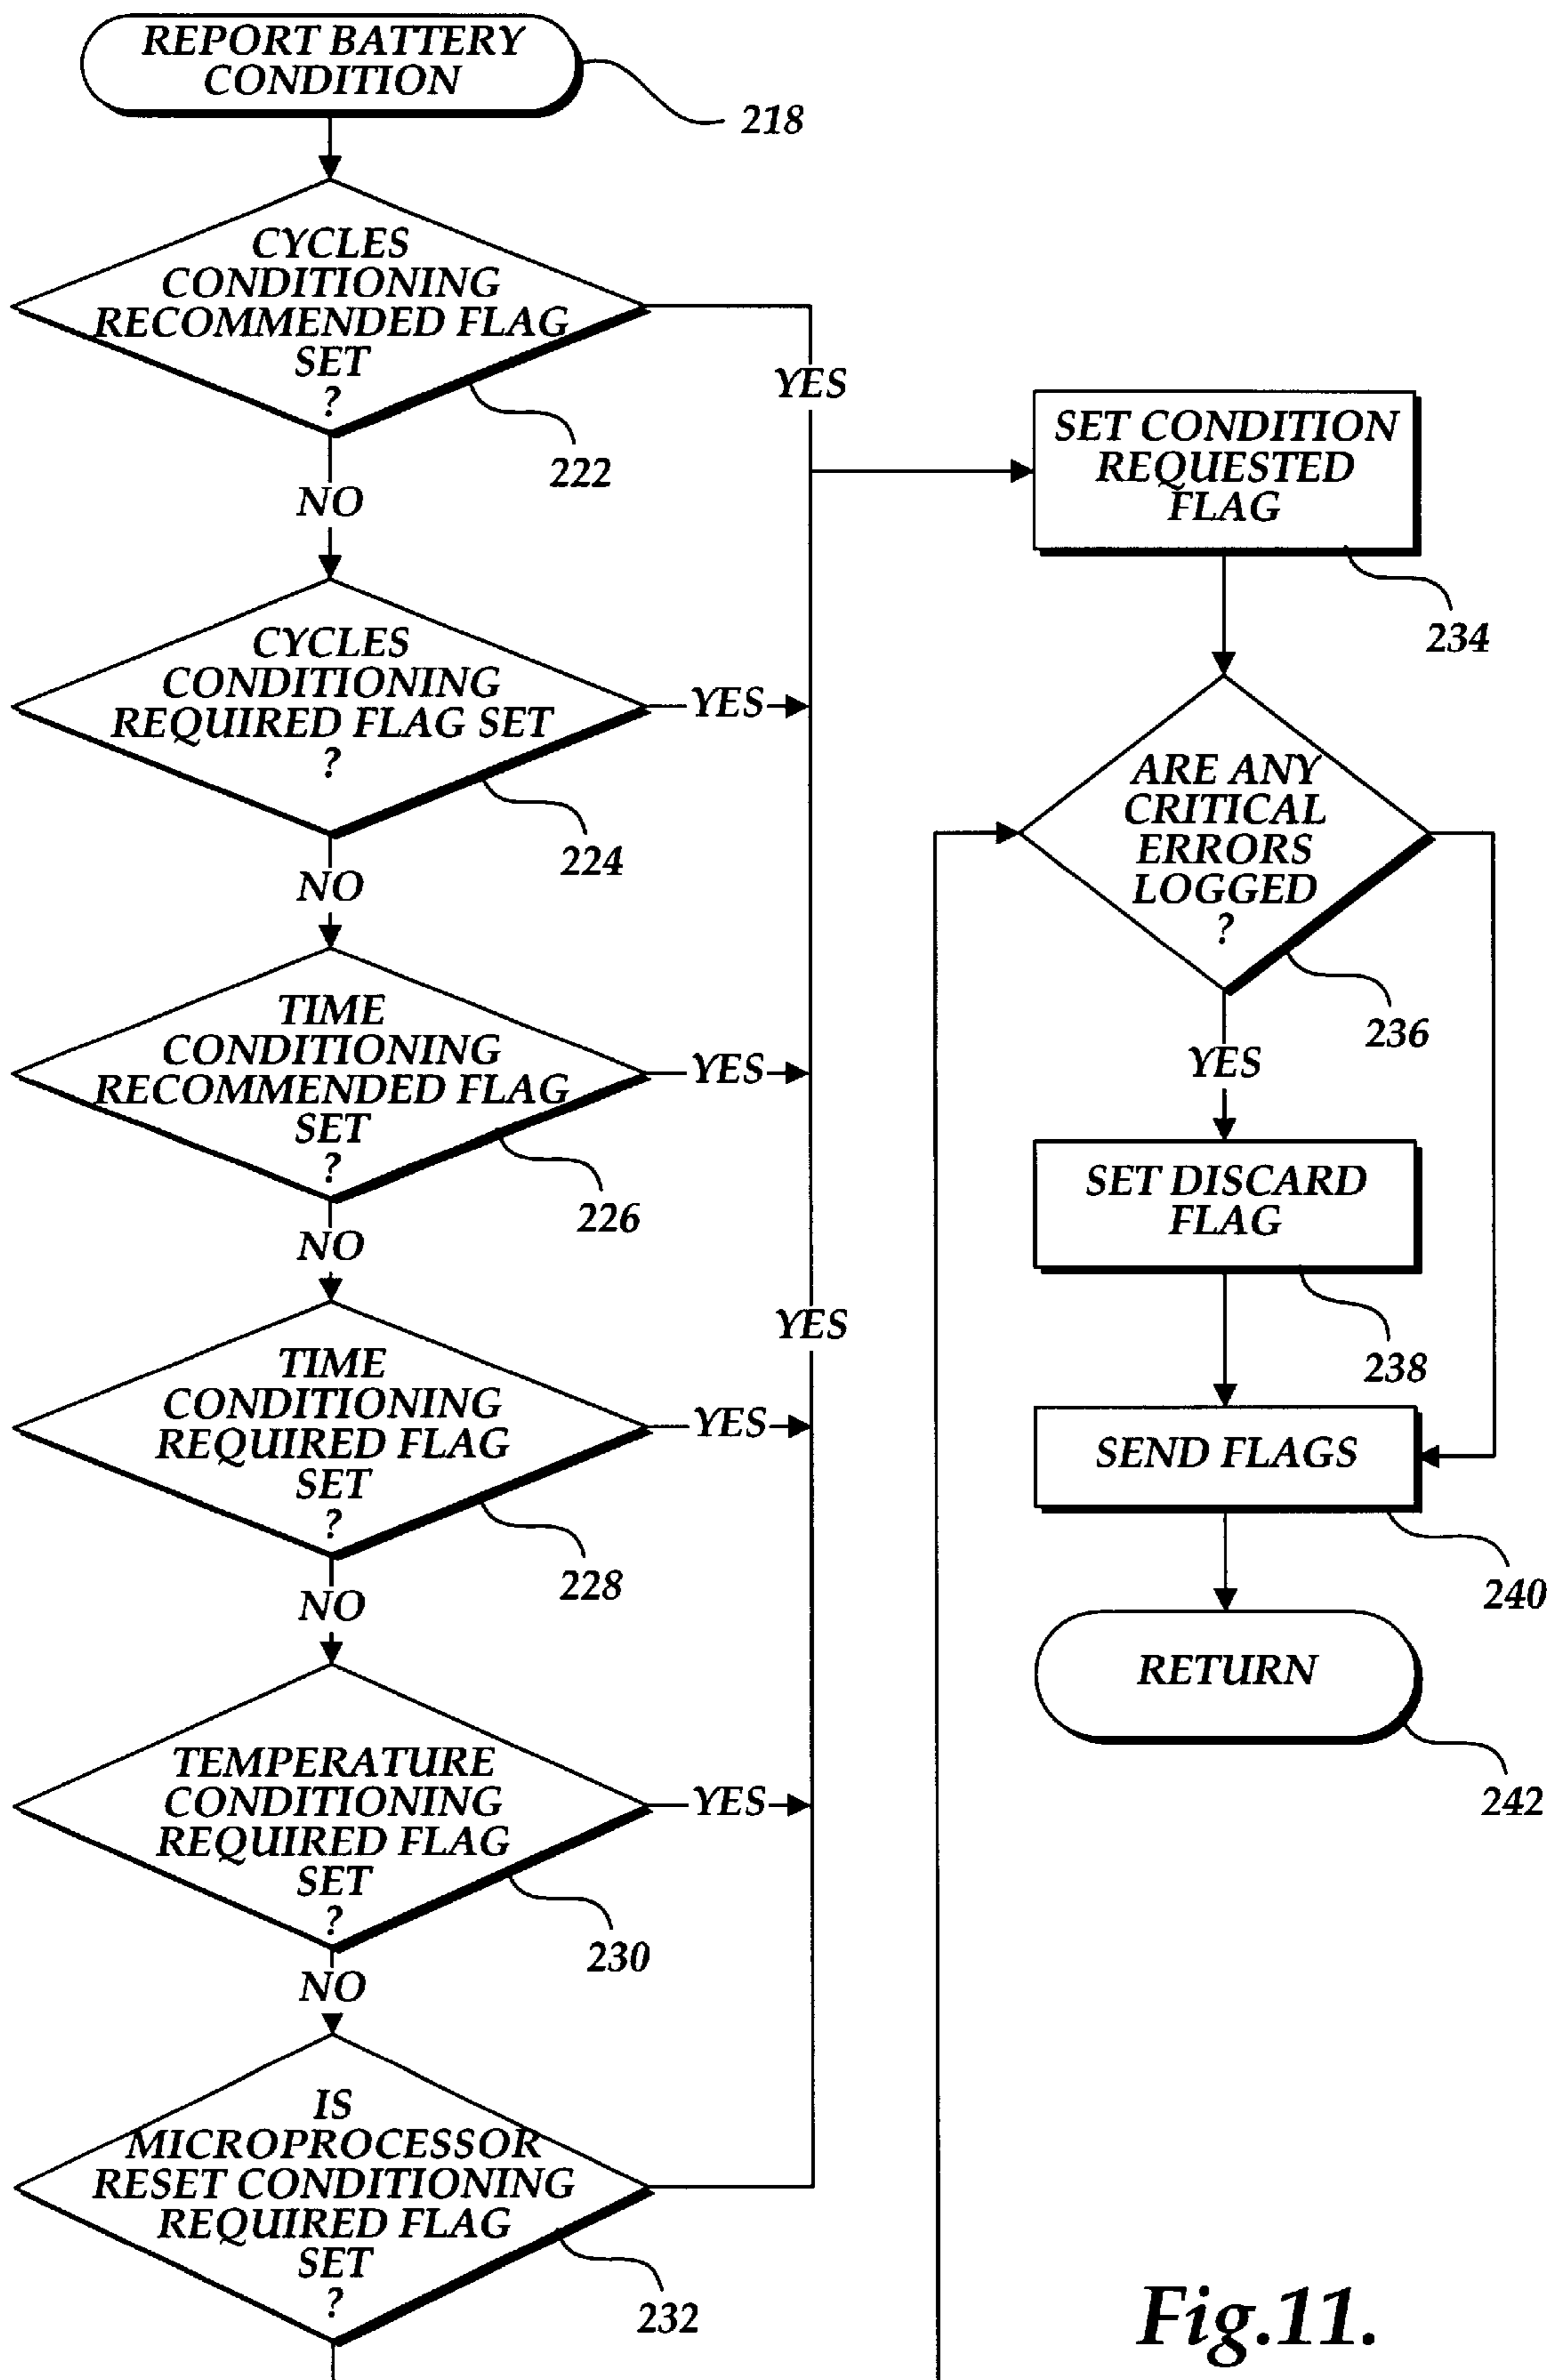 REPORT BATTERY
CONDITION
218
CYCLES
CONDITIONING
RECOMMENDED FLAG
SET
?
222
YES
NO
CYCLES
CONDITIONING
REQUIRED FLAG SET
?
YES
224
NO
TIME
CONDITIONING
RECOMMENDED FLAG
SET
?
YES
226
NO
YES
TIME
CONDITIONING
REQUIRED FLAG
SET
?
YES
228
NO
TEMPERATURE
CONDITIONING
REQUIRED FLAG
SET
?
YES
230
NO
IS
MICROPROCESSOR
RESET CONDITIONING
REQUIRED FLAG
SET
?
232
SET CONDITION
REQUESTED
FLAG
234
ARE ANY
CRITICAL
ERRORS
LOGGED
?
236
YES
SET DISCARD
FLAG
238
SEND FLAGS
240
RETURN
242
Fig.11.